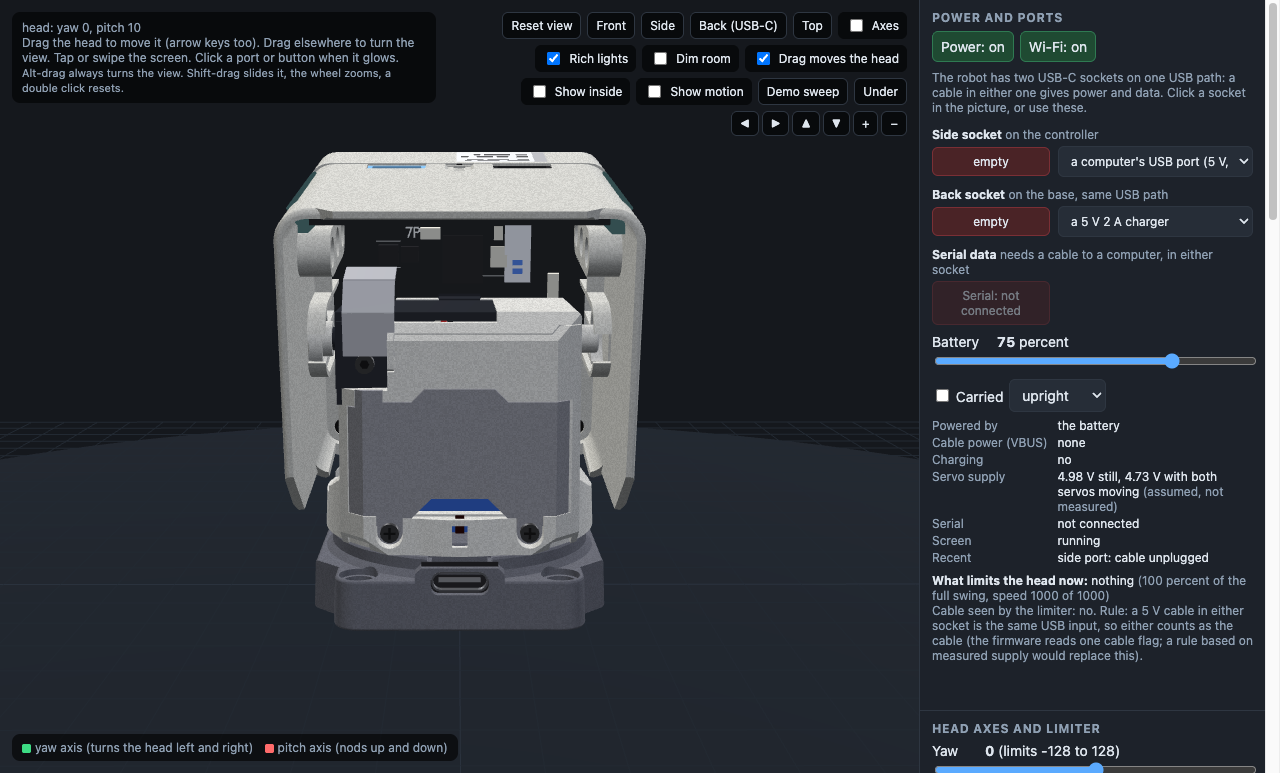 head: yaw 0, pitch 10
Drag the head to move it (arrow keys too). Drag elsewhere to turn the
view. Tap or swipe the screen. Click a port or button when it glows.
Alt-drag always turns the view. Shift-drag slides it, the wheel zooms, a
double click resets.
Reset view Front Side Back (USB-C) Top Axes
Rich lights Dim room Drag moves the head
Show inside Show motion Demo sweep Under
◀ ▶ ▲ ▼ + −
7P
yaw axis (turns the head left and right) pitch axis (nods up and down)
POWER AND PORTS
Power: on Wi-Fi: on
The robot has two USB-C sockets on one USB path: a
cable in either one gives power and data. Click a socket
in the picture, or use these.
Side socket on the controller
empty a computer's USB port (5 V,
Back socket on the base, same USB path
empty a 5 V 2 A charger
Serial data needs a cable to a computer, in either
socket
Serial: not
connected
Battery 75 percent
Carried upright
Powered by the battery
Cable power (VBUS) none
Charging no
Servo supply 4.98 V still, 4.73 V with both
servos moving (assumed, not
measured)
Serial not connected
Screen running
Recent side port: cable unplugged
What limits the head now: nothing (100 percent of the
full swing, speed 1000 of 1000)
Cable seen by the limiter: no. Rule: a 5 V cable in either
socket is the same USB input, so either counts as the
cable (the firmware reads one cable flag; a rule based on
measured supply would replace this).
HEAD AXES AND LIMITER
Yaw 0 (limits -128 to 128)